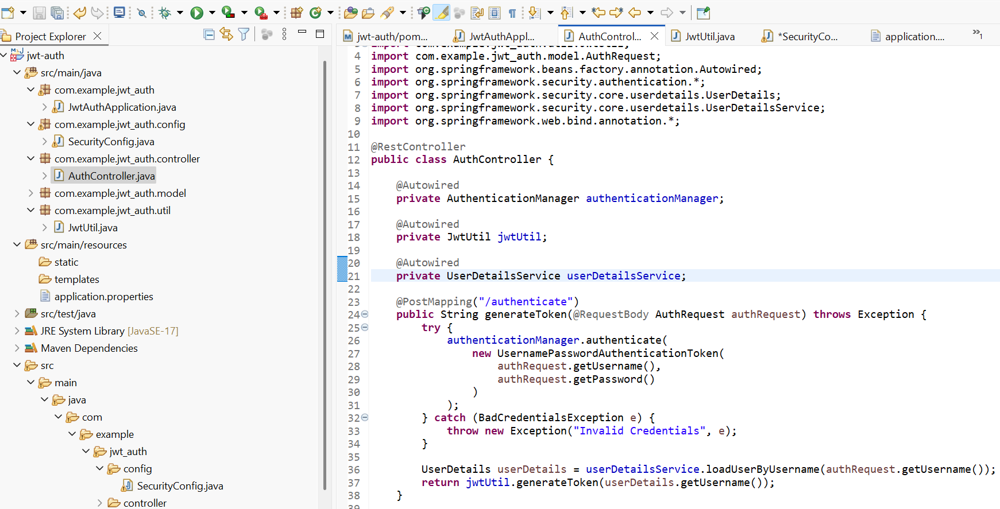 Project Explorer
jwt-auth
src/main/java
com.example.jwt_auth
JwtAuthApplication.java
com.example.jwt_auth.config
SecurityConfig.java
com.example.jwt_auth.controller
AuthController.java
com.example.jwt_auth.model
com.example.jwt_auth.util
JwtUtil.java
src/main/resources
static
templates
application.properties
src/test/java
JRE System Library [JavaSE-17]
Maven Dependencies
src
main
java
com
example
jwt_auth
config
SecurityConfig.java
controller
jwt-auth/pom... JwtAuthAppl... AuthControl... JwtUtil.java *SecurityCo... application.... »1
4 import com.example.jwt_auth.model.AuthRequest;
5 import org.springframework.beans.factory.annotation.Autowired;
6 import org.springframework.security.authentication.*;
7 import org.springframework.security.core.userdetails.UserDetails;
8 import org.springframework.security.core.userdetails.UserDetailsService;
9 import org.springframework.web.bind.annotation.*;
10
11 @RestController
12 public class AuthController {
13
14 @Autowired
15 private AuthenticationManager authenticationManager;
16
17 @Autowired
18 private JwtUtil jwtUtil;
19
20 @Autowired
21 private UserDetailsService userDetailsService;
22
23 @PostMapping("/authenticate")
24 public String generateToken(@RequestBody AuthRequest authRequest) throws Exception {
25 try {
26 authenticationManager.authenticate(
27 new UsernamePasswordAuthenticationToken(
28 authRequest.getUsername(),
29 authRequest.getPassword()
30 )
31 );
32 } catch (BadCredentialsException e) {
33 throw new Exception("Invalid Credentials", e);
34 }
35
36 UserDetails userDetails = userDetailsService.loadUserByUsername(authRequest.getUsername());
37 return jwtUtil.generateToken(userDetails.getUsername());
38 }